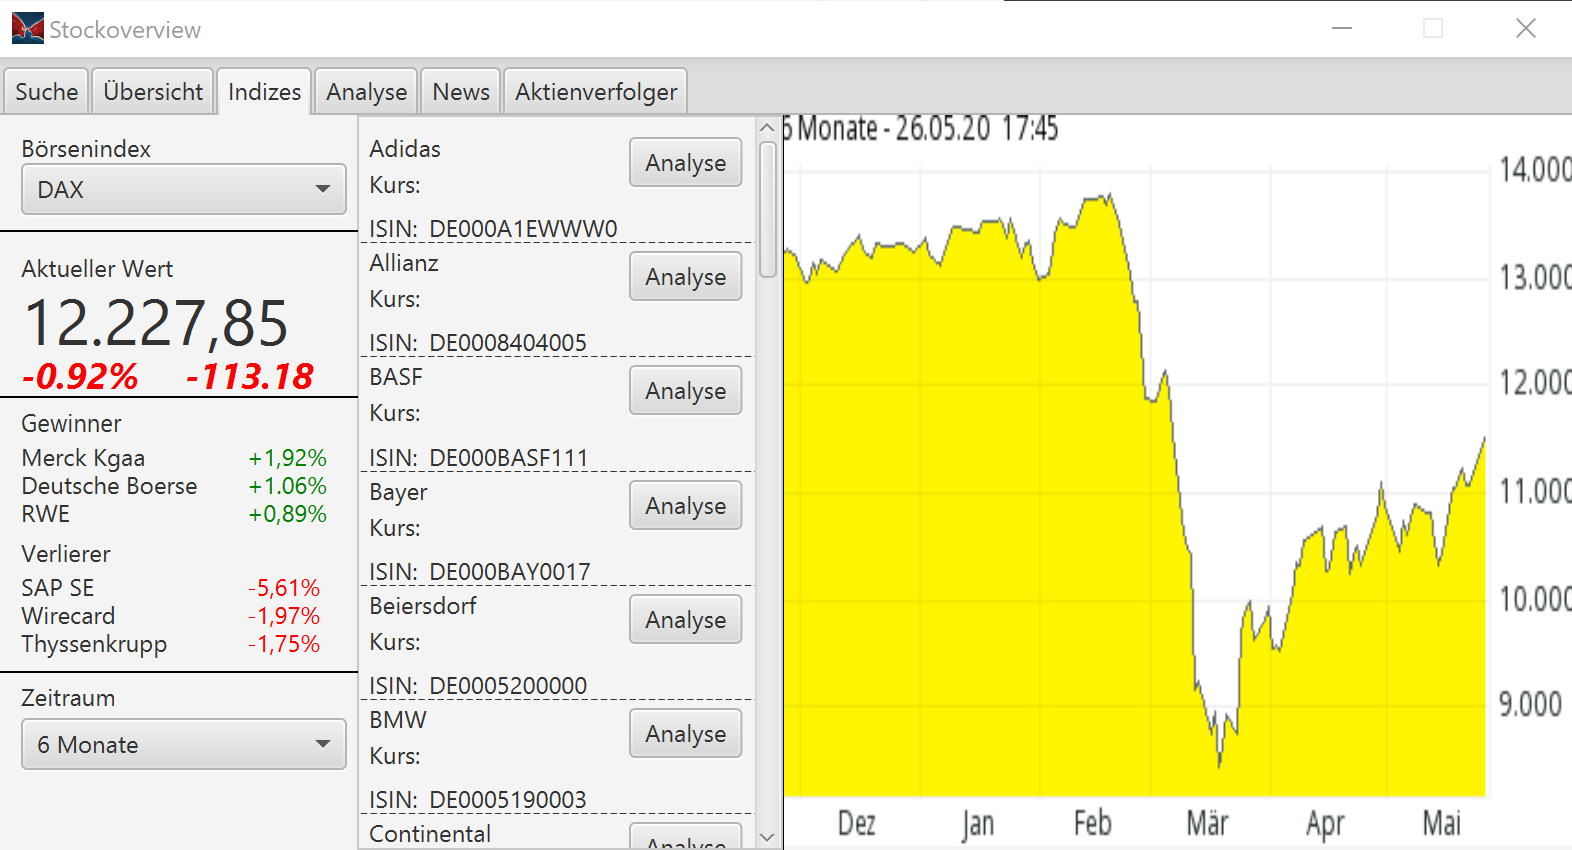 Stockoverview
Suche Übersicht Indizes Analyse News Aktienverfolger
Börsenindex
DAX
Aktueller Wert
12.227,85
-0.92% -113.18
Gewinner
Merck Kgaa +1,92%
Deutsche Boerse +1.06%
RWE +0,89%
Verlierer
SAP SE -5,61%
Wirecard -1,97%
Thyssenkrupp -1,75%
Zeitraum
6 Monate
Adidas
Analyse
Kurs:
ISIN: DE000A1EWWW0
Allianz
Analyse
Kurs:
ISIN: DE0008404005
BASF
Analyse
Kurs:
ISIN: DE000BASF111
Bayer
Analyse
Kurs:
ISIN: DE000BAY0017
Beiersdorf
Analyse
Kurs:
ISIN: DE0005200000
BMW
Analyse
Kurs:
ISIN: DE0005190003
Continental
Analyse
6 Monate - 26.05.20 17:45
14.000
13.000
12.000
11.000
10.000
9.000
Dez Jan Feb Mär Apr Mai